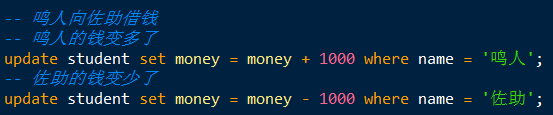 -- 鸣人向佐助借钱
-- 鸣人的钱变多了
update student set money = money + 1000 where name = '鸣人';
-- 佐助的钱变少了
update student set money = money - 1000 where name = '佐助';